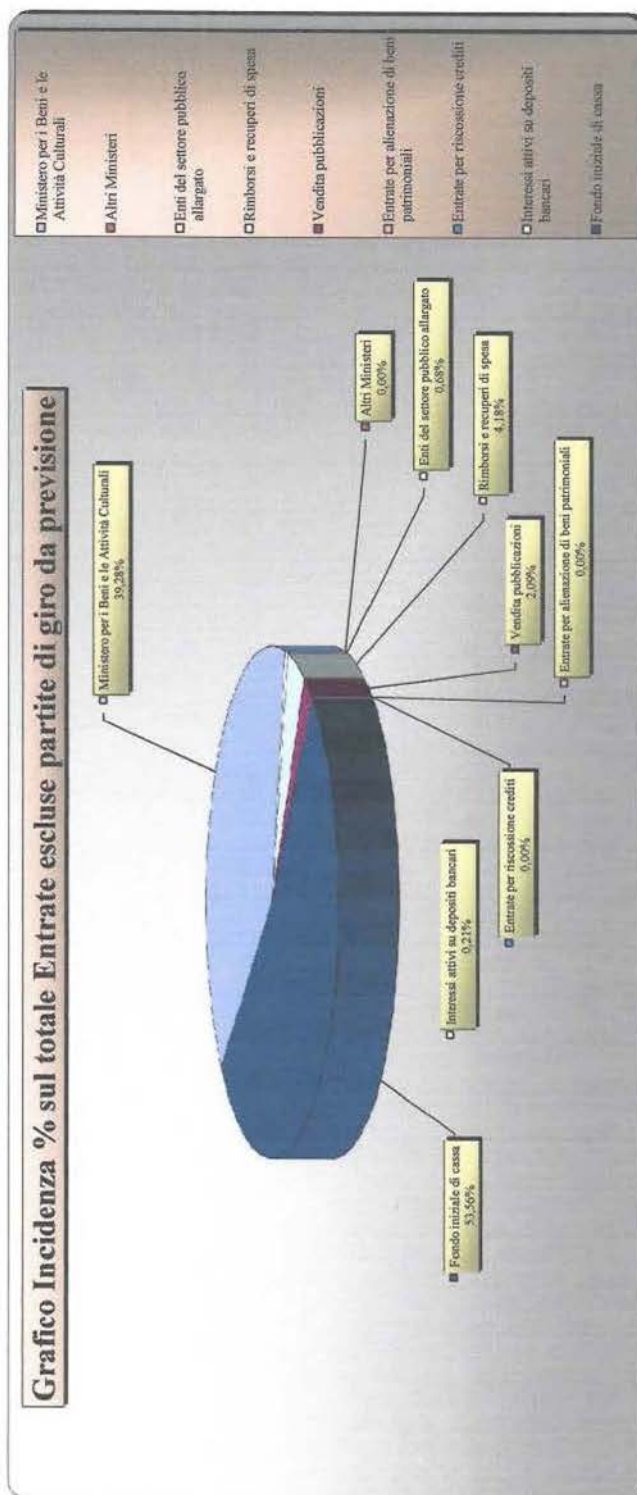 Grafico Incidenza % sul totale Entrate escluse partite di giro da previsione
Ministero per i Beni e le Attività Culturali
39,28%
Altri Ministeri
0,00%
Enti del settore pubblico allargato
0,68%
Rimborsi e recuperi di spesa
4,18%
Vendita pubblicazioni
2,09%
Entrate per alienazione di beni patrimoniali
0,00%
Entrate per riscossione crediti
0,00%
Interessi attivi su depositi bancari
0,21%
Fondo iniziale di cassa
53,56%
Ministero per i Beni e le
Attività Culturali
Altri Ministeri
Enti del settore pubblico
allargato
Rimborsi e recuperi di spesa
Vendita pubblicazioni
Entrate per alienazione di beni
patrimoniali
Entrate per riscossione crediti
Interessi attivi su depositi
bancari
Fondo iniziale di cassa